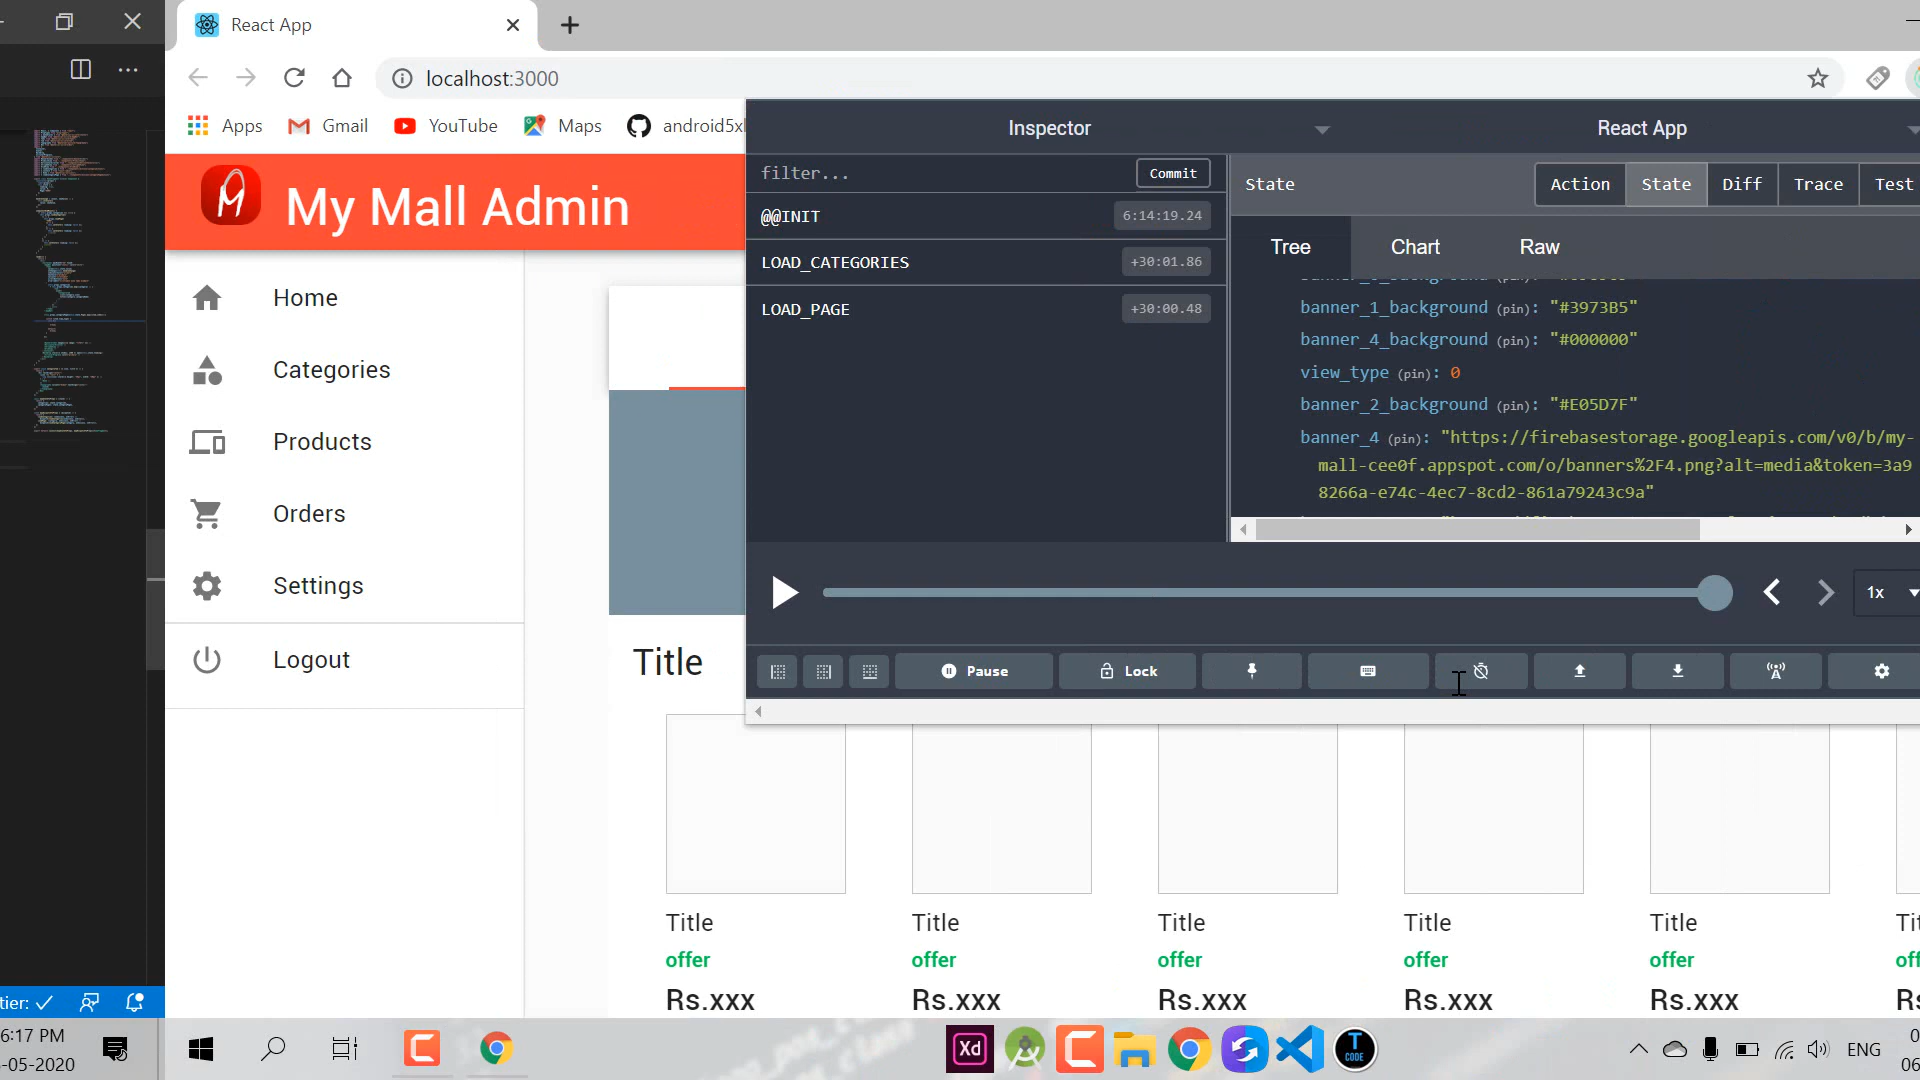 React App
localhost:3000
Apps
Gmail
YouTube
Maps
Inspector
React App
filter...
Commit
State
Action
State
Diff
Trace
Test
My Mall Admin
@@INIT
6:14:19.24
Tree
Chart
Raw
LOAD_CATEGORIES
+30:01.86
LOAD_PAGE
+30:00.48
banner_1_background (pin): "#3973B5"
banner_4_background (pin): "#000000"
view_type (pin): 0
banner_2_background (pin): "#E05D7F"
banner_4 (pin): "https://firebasestorage.googleapis.com/v0/b/my-
mall-cee0f.appspot.com/o/banners%2F4.png?alt=media&token=3a9
8266a-e74c-4ec7-8cd2-861a79243c9a"
Home
Categories
Products
Orders
Settings
Logout
1x
Pause
Lock
Title
Title
Title
Title
Title
Title
offer
offer
offer
offer
offer
Rs.xxx
Rs.xxx
Rs.xxx
Rs.xxx
Rs.xxx
tier:
6:17 PM
-05-2020
Xd
T
CODE
ENG